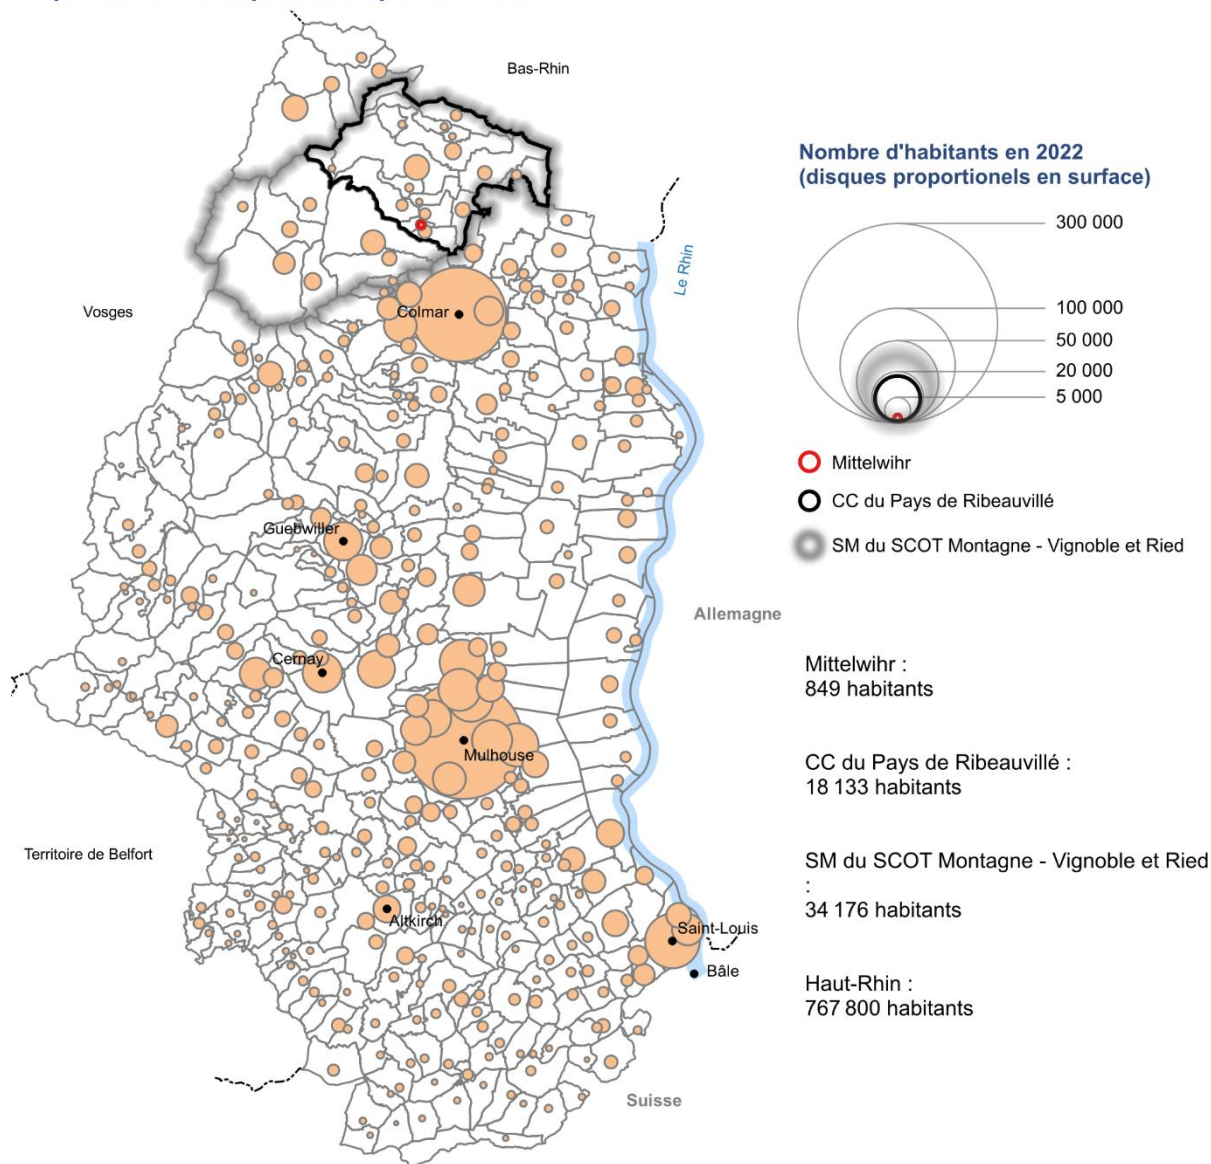 Bas-Rhin
Nombre d'habitants en 2022
(disques proportionels en surface)
300 000
Le Rhin
Vosges
Colmar
100 000
50 000
20 000
5 000
Mittelwihr
CC du Pays de Ribeauvillé
Guebwiller
SM du SCOT Montagne - Vignoble et Ried
Allemagne
Cernay
Mittelwihr :
849 habitants
Mulhouse
CC du Pays de Ribeauvillé :
18 133 habitants
Territoire de Belfort
SM du SCOT Montagne - Vignoble et Ried
:
34 176 habitants
Altkirch
Saint-Louis
Bâle
Haut-Rhin :
767 800 habitants
Suisse